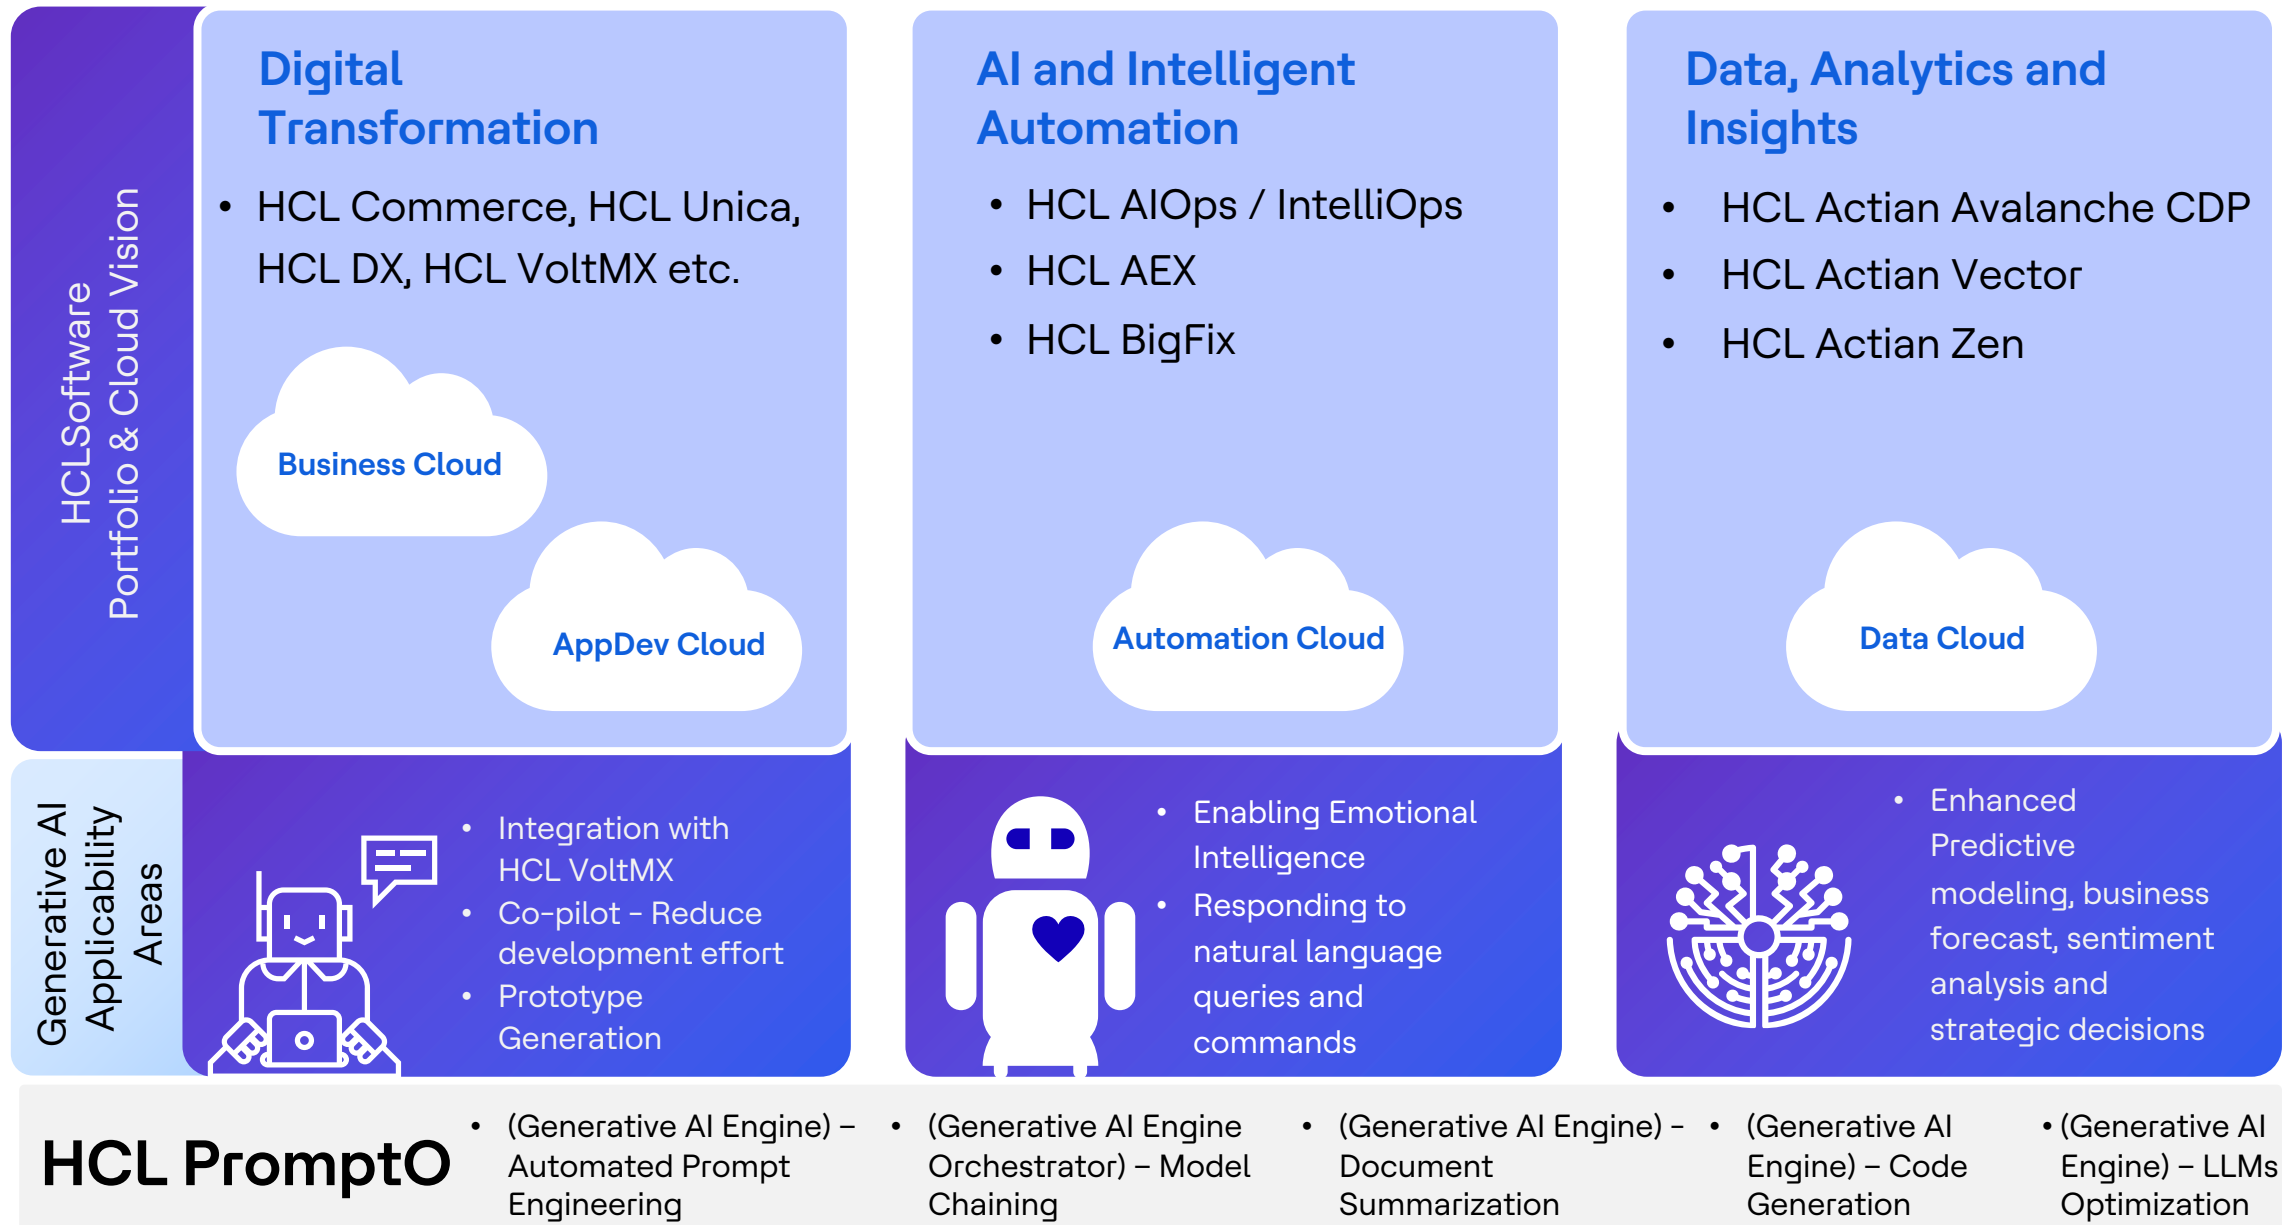 HCLSoftware
Portfolio & Cloud Vision
Digital
Transformation
• HCL Commerce, HCL Unica,
HCL DX, HCL VoltMX etc.
Business Cloud
AppDev Cloud
AI and Intelligent
Automation
• HCL AIOps / IntelliOps
• HCL AEX
• HCL BigFix
Automation Cloud
Data, Analytics and
Insights
• HCL Actian Avalanche CDP
• HCL Actian Vector
• HCL Actian Zen
Data Cloud
Generative AI
Applicability
Areas
• Integration with
HCL VoltMX
• Co-pilot - Reduce
development effort
• Prototype
Generation
• Enabling Emotional
Intelligence
• Responding to
natural language
queries and
commands
• Enhanced
Predictive
modeling, business
forecast, sentiment
analysis and
strategic decisions
HCL PromptO
• (Generative AI Engine) –
Automated Prompt
Engineering
• (Generative AI Engine
Orchestrator) – Model
Chaining
• (Generative AI Engine) -
Document
Summarization
• (Generative AI
Engine) – Code
Generation
• (Generative AI
Engine) – LLMs
Optimization